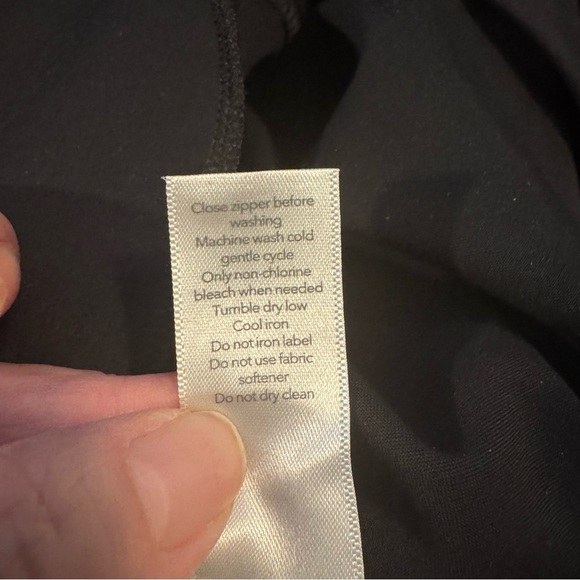 Close zipper before
washing
Machine wash cold
gentle cycle
Only non-chlorine
bleach when needed
Tumble dry low
Cool iron
Do not iron label
Do not use fabric
softener
Do not dry clean